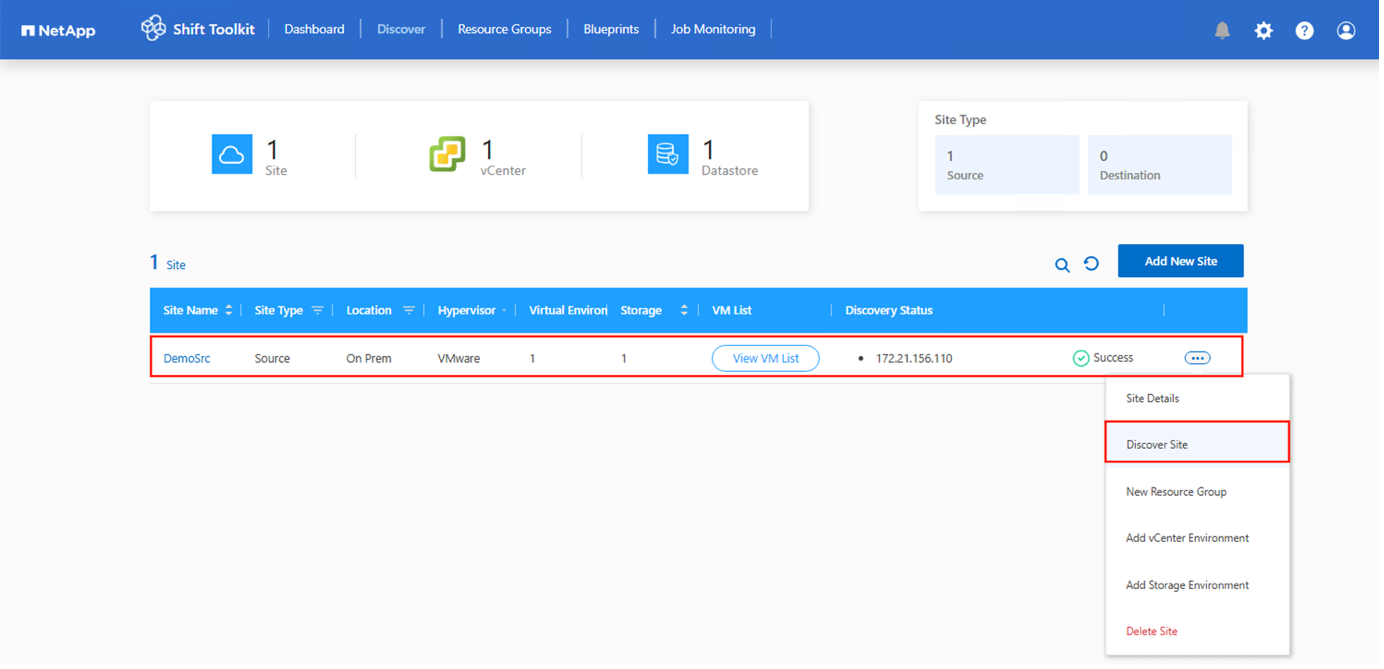 NetApp Shift Toolkit Dashboard Discover Resource Groups Blueprints Job Monitoring ?
1 Site 1 vCenter 1 Datastore
Site Type
1 Source 0 Destination
1 Site Add New Site
Site Name Site Type Location Hypervisor Virtual Environ Storage VM List Discovery Status
DemoSrc Source On Prem VMware 1 1 View VM List • 172.21.156.110 Success ...
Site Details
Discover Site
New Resource Group
Add vCenter Environment
Add Storage Environment
Delete Site